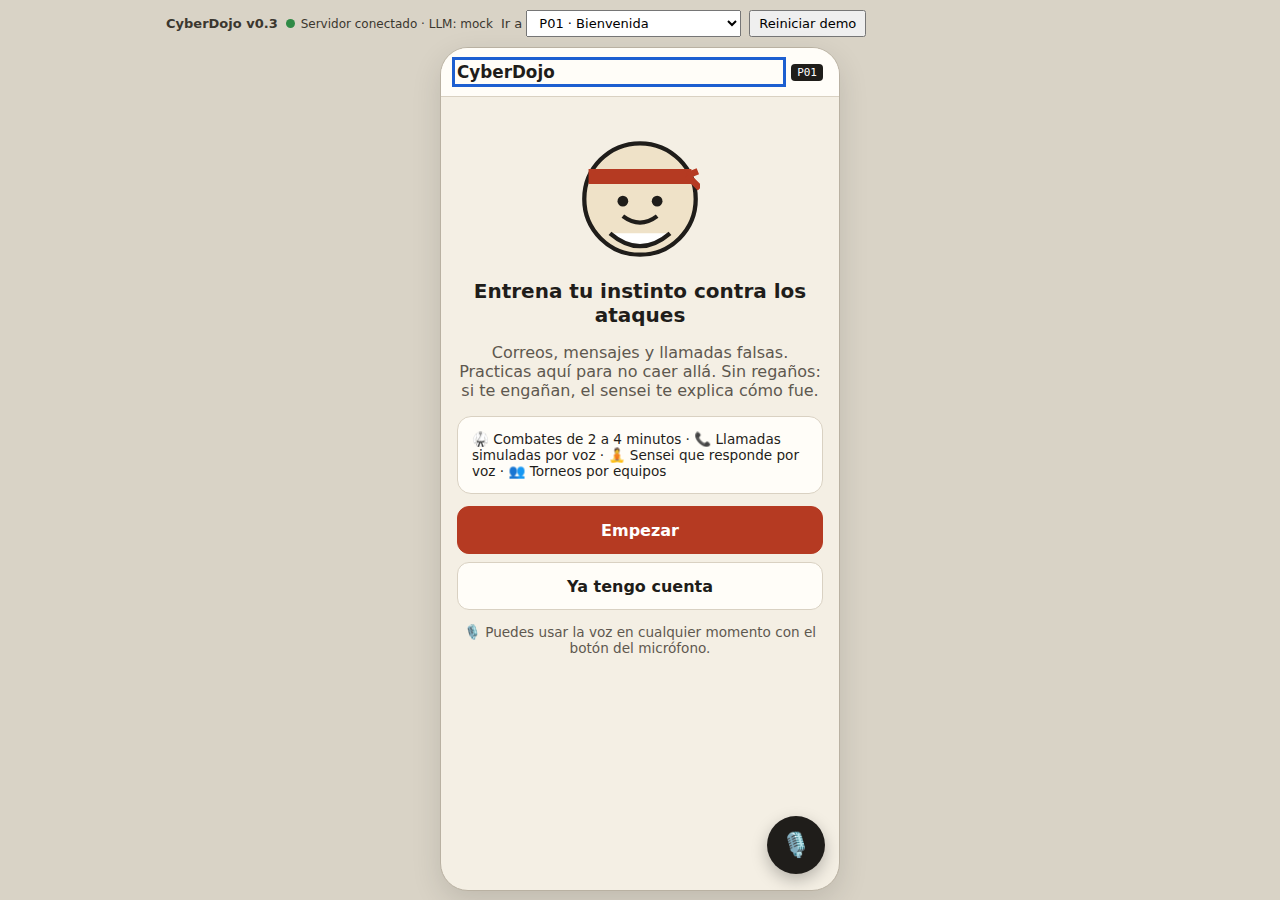 CyberDojo v0.3 Servidor conectado · LLM: mock Ir a P01 · Bienvenida Reiniciar demo
CyberDojo P01
Entrena tu instinto contra los
ataques
Correos, mensajes y llamadas falsas.
Practicas aquí para no caer allá. Sin regaños:
si te engañan, el sensei te explica cómo fue.
🥋 Combates de 2 a 4 minutos · 📞 Llamadas
simuladas por voz · 🧘 Sensei que responde por
voz · 👥 Torneos por equipos
Empezar
Ya tengo cuenta
🎙️ Puedes usar la voz en cualquier momento con el
botón del micrófono.